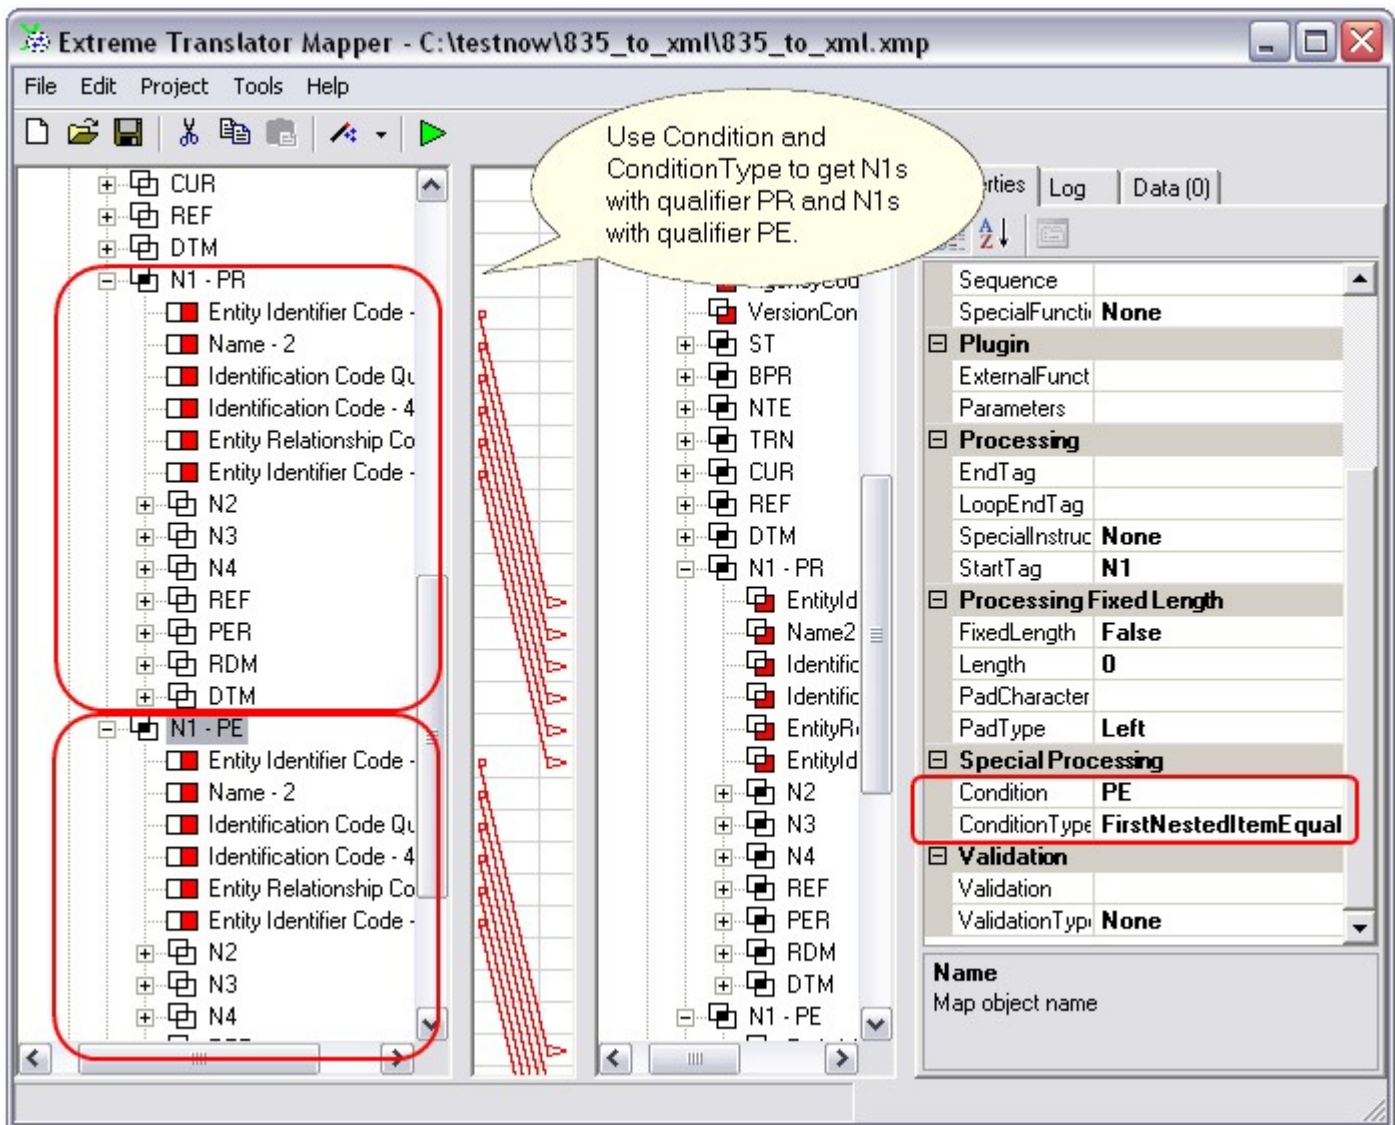 Extreme Translator Mapper - C:\testnow\835_to_xml\835_to_xml.xmp
File Edit Project Tools Help
Use Condition and
ConditionType to get N1s
with qualifier PR and N1s
with qualifier PE.
CUR
REF
DTM
N1 - PR
Entity Identifier Code -
Name - 2
Identification Code Qu
Identification Code - 4
Entity Relationship Co
Entity Identifier Code -
N2
N3
N4
REF
PER
RDM
DTM
N1 - PE
Entity Identifier Code -
Name - 2
Identification Code Qu
Identification Code - 4
Entity Relationship Co
Entity Identifier Code -
N2
N3
N4
VersionCon
ST
BPR
NTE
TRN
CUR
REF
DTM
N1 - PR
EntityId
Name2
Identific
Identific
EntityR
EntityId
N2
N3
N4
REF
PER
RDM
DTM
N1 - PE
rties Log Data (0)
Sequence
SpecialFuncti None
Plugin
ExternalFunct
Parameters
Processing
EndTag
LoopEndTag
SpecialInstruc None
StartTag N1
Processing Fixed Length
FixedLength False
Length 0
PadCharacter
PadType Left
Special Processing
Condition PE
ConditionType FirstNestedItemEqual
Validation
Validation
ValidationTyp None
Name
Map object name